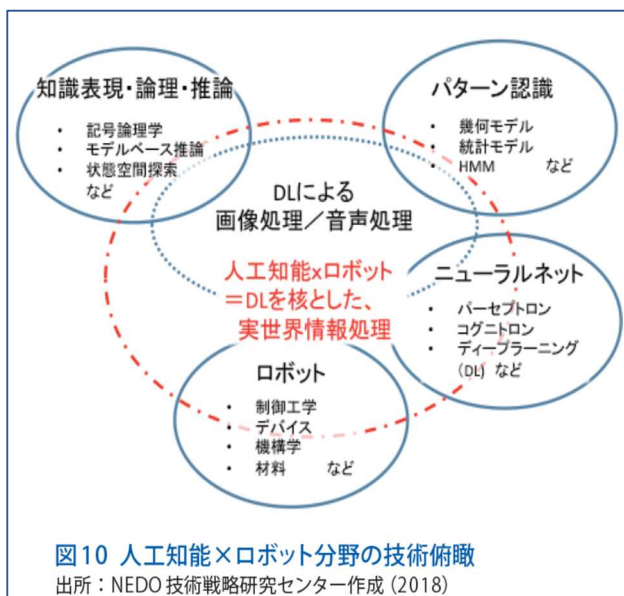 知識表現・論理・推論
・ 記号論理学
・ モデルベース推論
・ 状態空間探索
など
パターン認識
・ 幾何モデル
・ 統計モデル
・ HMM など
DLによる
画像処理／音声処理
人工知能xロボット
＝DLを核とした、
実世界情報処理
ニューラルネット
・ パーセプトロン
・ コグニトロン
・ ディープラーニング
(DL) など
ロボット
・ 制御工学
・ デバイス
・ 機構学
・ 材料 など
図10 人工知能×ロボット分野の技術俯瞰
出所：NEDO 技術戦略研究センター作成（2018）